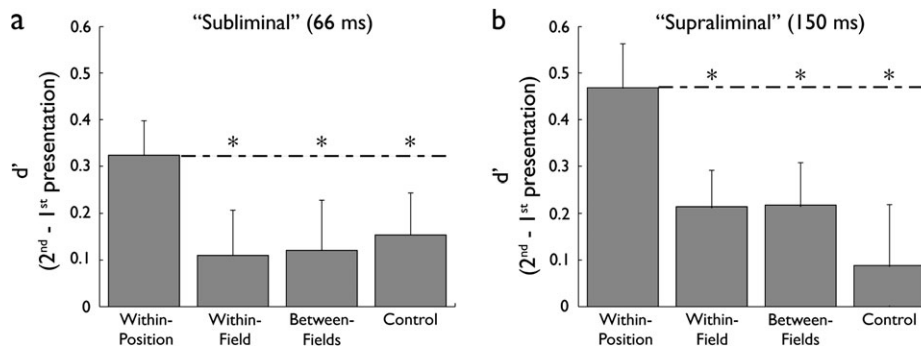 a
"Subliminal" (66 ms)
0.6
0.5
0.4
0.3
0.2
0.1
0
d'
(2nd - 1st presentation)
* * *
Within-Position
Within-Field
Between-Fields
Control
b
"Supraliminal" (150 ms)
0.6
0.5
0.4
0.3
0.2
0.1
0
d'
(2nd - 1st presentation)
* * *
Within-Position
Within-Field
Between-Fields
Control